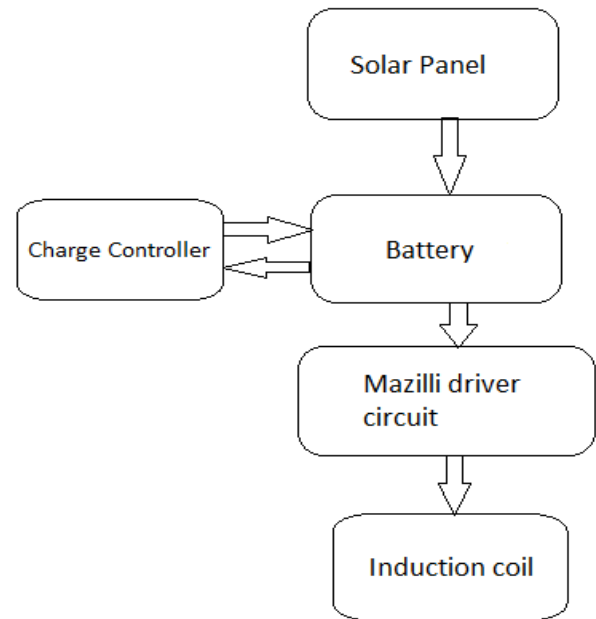 Solar Panel
Charge Controller
Battery
Mazilli driver
circuit
Induction coil